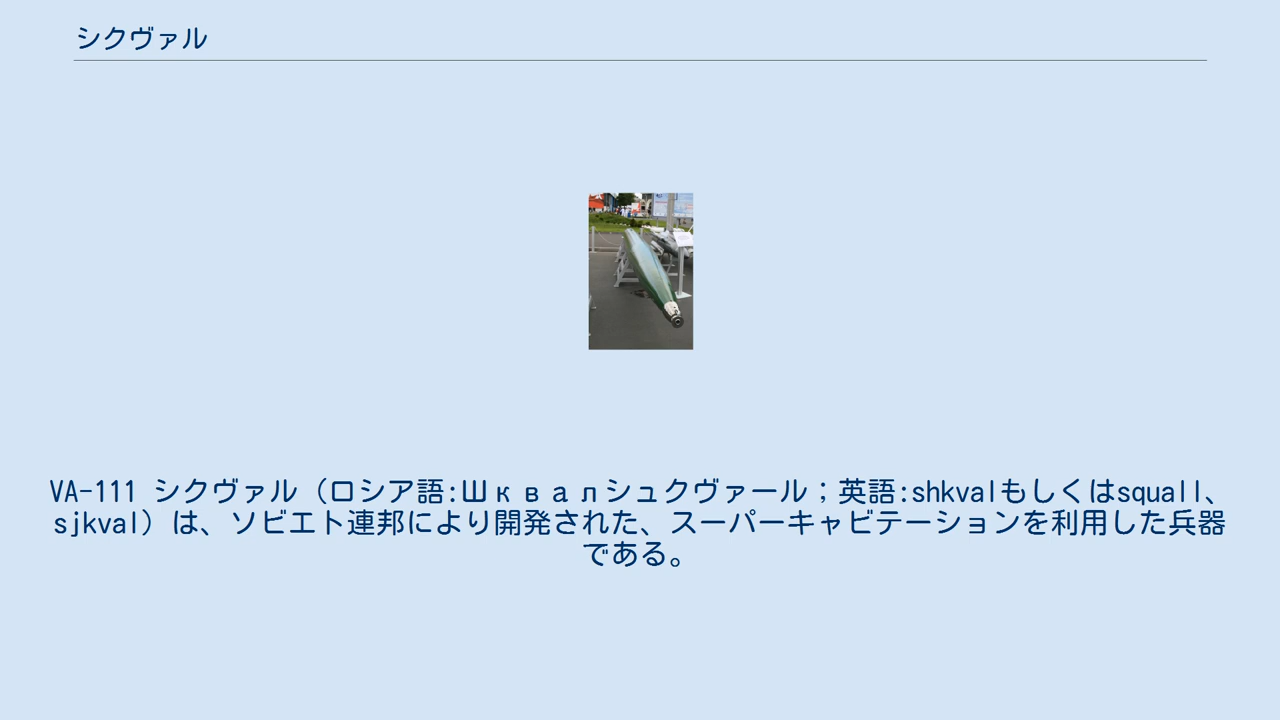 シクヴァル
VA-111 シクヴァル（ロシア語:Шквалシュクヴァール；英語:shkvalもしくはsquall、
sjkval）は、ソビエト連邦により開発された、スーパーキャビテーションを利用した兵器
である。